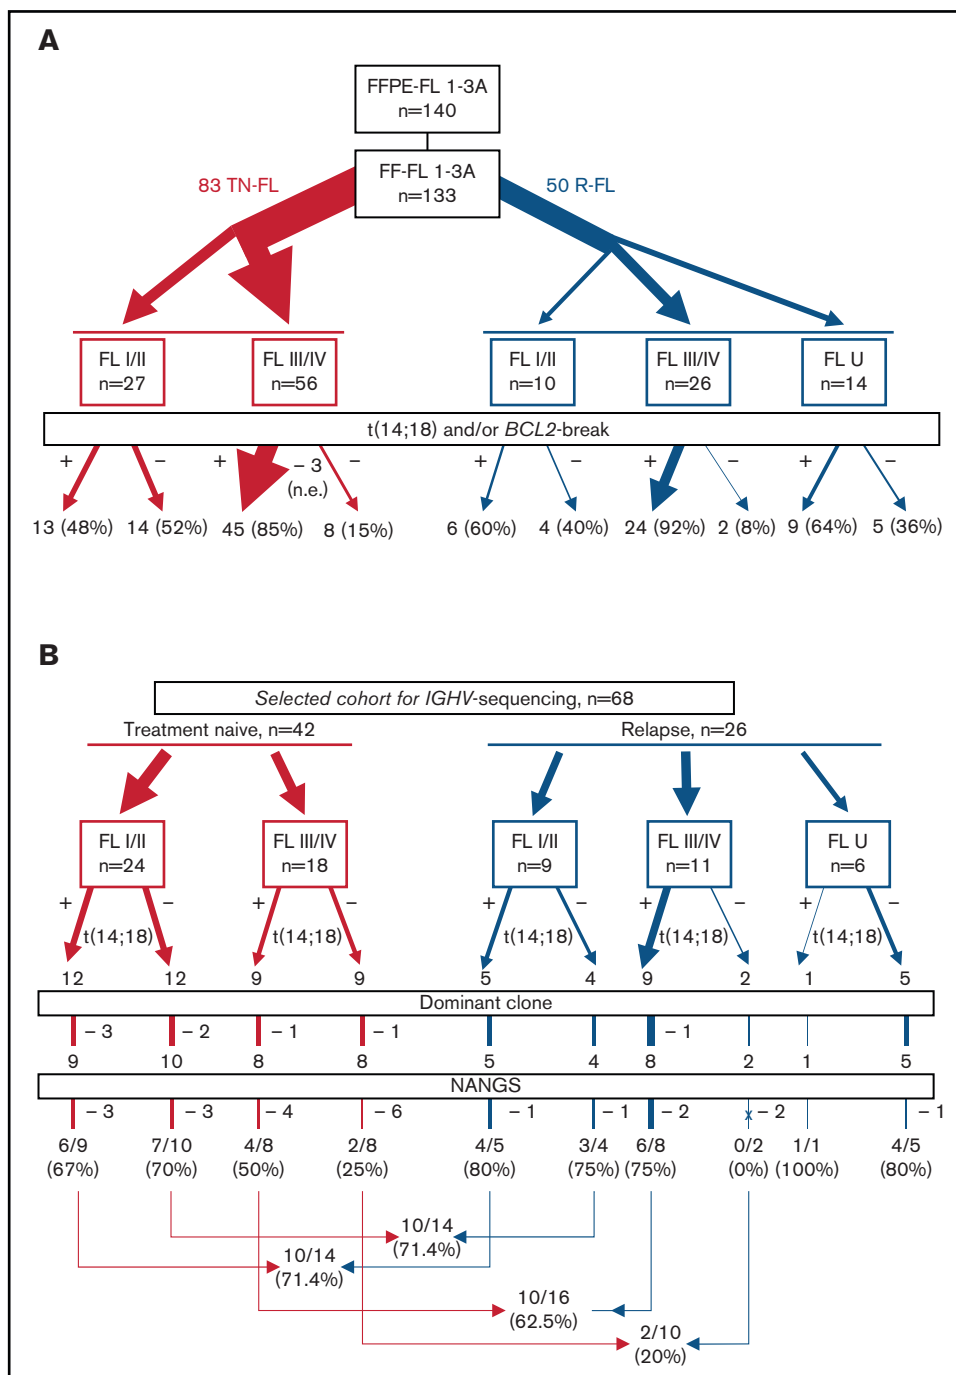 A
FFPE-FL 1-3A
n=140
FF-FL 1-3A
n=133
83 TN-FL
50 R-FL
FL I/II
n=27
FL III/IV
n=56
FL I/II
n=10
FL III/IV
n=26
FL U
n=14
t(14;18) and/or BCL2-break
+ − + − 3 − + − + − + −
(n.e.)
13 (48%) 14 (52%) 45 (85%) 8 (15%) 6 (60%) 4 (40%) 24 (92%) 2 (8%) 9 (64%) 5 (36%)
B
Selected cohort for IGHV-sequencing, n=68
Treatment naive, n=42
Relapse, n=26
FL I/II
n=24
FL III/IV
n=18
FL I/II
n=9
FL III/IV
n=11
FL U
n=6
+ − + − + − + − + −
t(14;18) t(14;18) t(14;18) t(14;18) t(14;18)
12 12 9 9 5 4 9 2 1 5
Dominant clone
− 3 − 2 − 1 − 1 − 1
9 10 8 8 5 4 8 2 1 5
NANGS
− 3 − 3 − 4 − 6 − 1 − 1 − 2 x − 2 − 1
6/9 7/10 4/8 2/8 4/5 3/4 6/8 0/2 1/1 4/5
(67%) (70%) (50%) (25%) (80%) (75%) (75%) (0%) (100%) (80%)
10/14
(71.4%)
10/14
(71.4%)
10/16
(62.5%)
2/10
(20%)